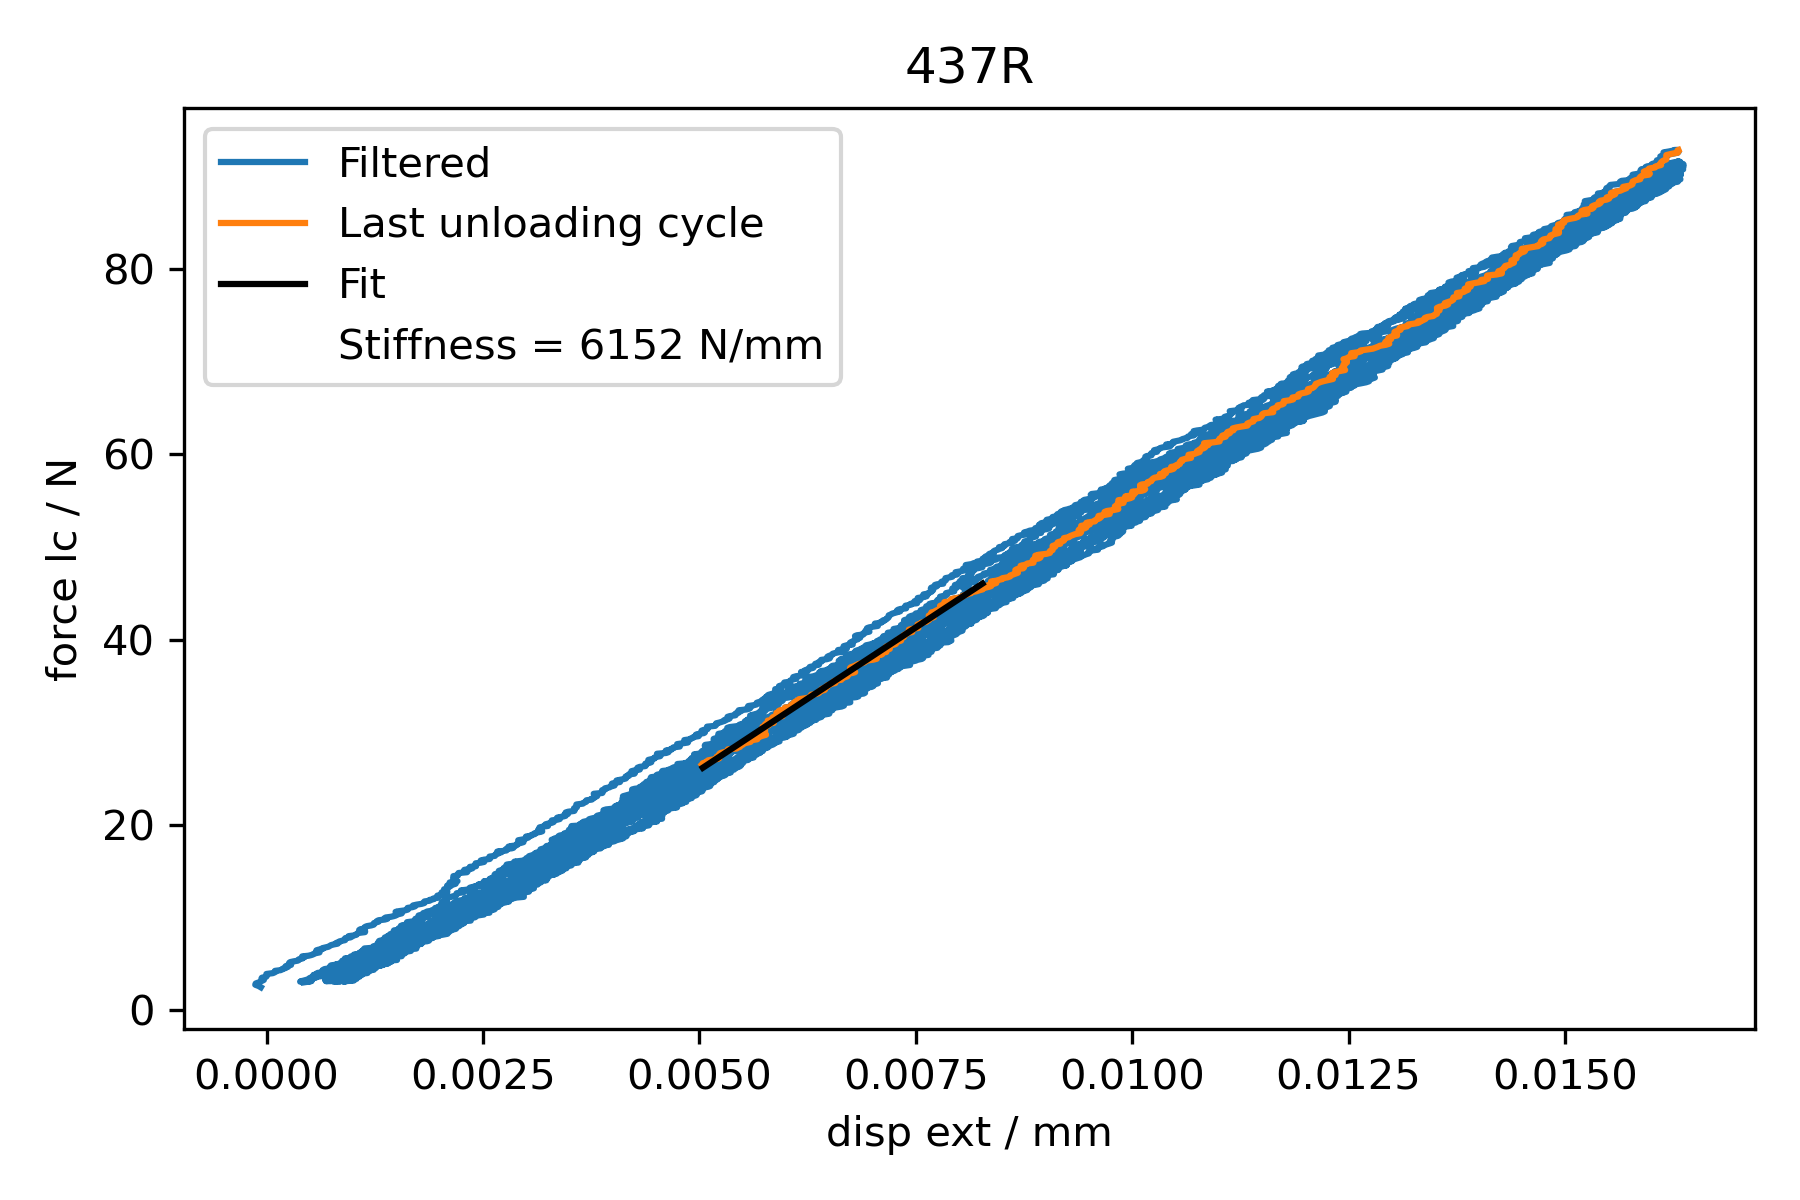 437R
Filtered
Last unloading cycle
Fit
Stiffness = 6152 N/mm
force lc / N
80
60
40
20
0
0.0000 0.0025 0.0050 0.0075 0.0100 0.0125 0.0150
disp ext / mm